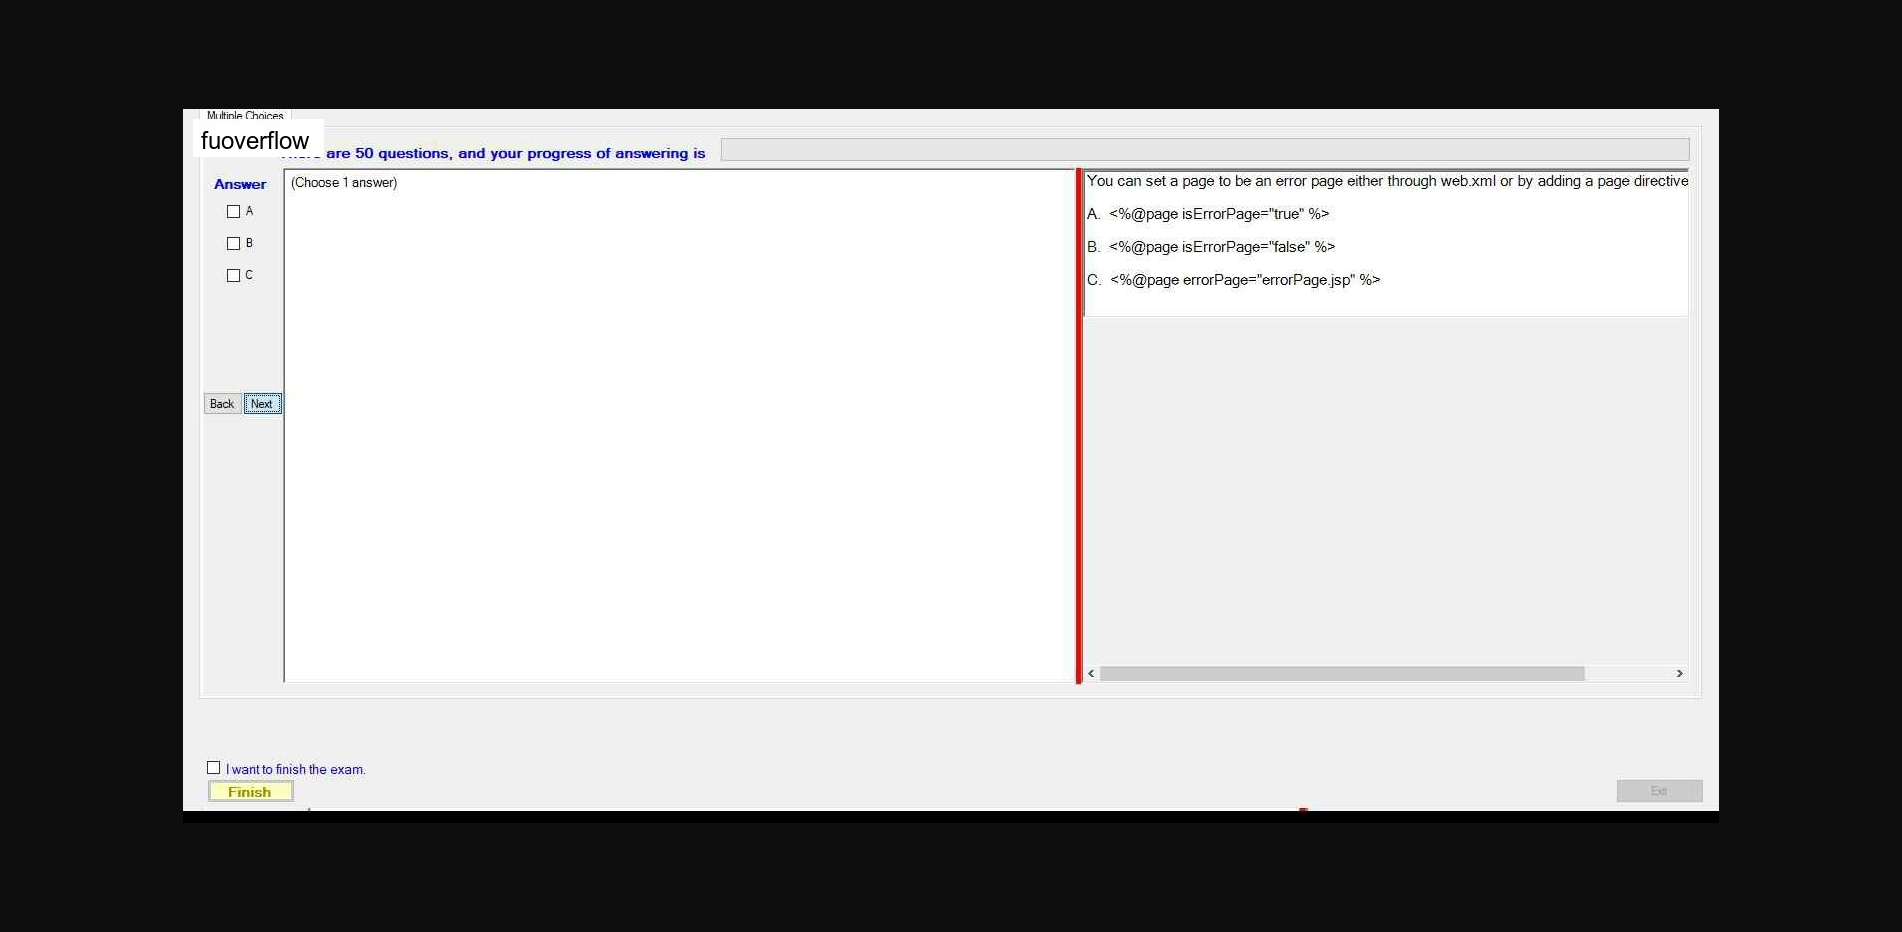 Multiple Choices
fuoverflow
are 50 questions, and your progress of answering is
Answer
(Choose 1 answer)
A
B
C
Back
Next
You can set a page to be an error page either through web.xml or by adding a page directive
A. <%@page isErrorPage="true" %>
B. <%@page isErrorPage="false" %>
C. <%@page errorPage="errorPage.jsp" %>
I want to finish the exam.
Finish
Exit